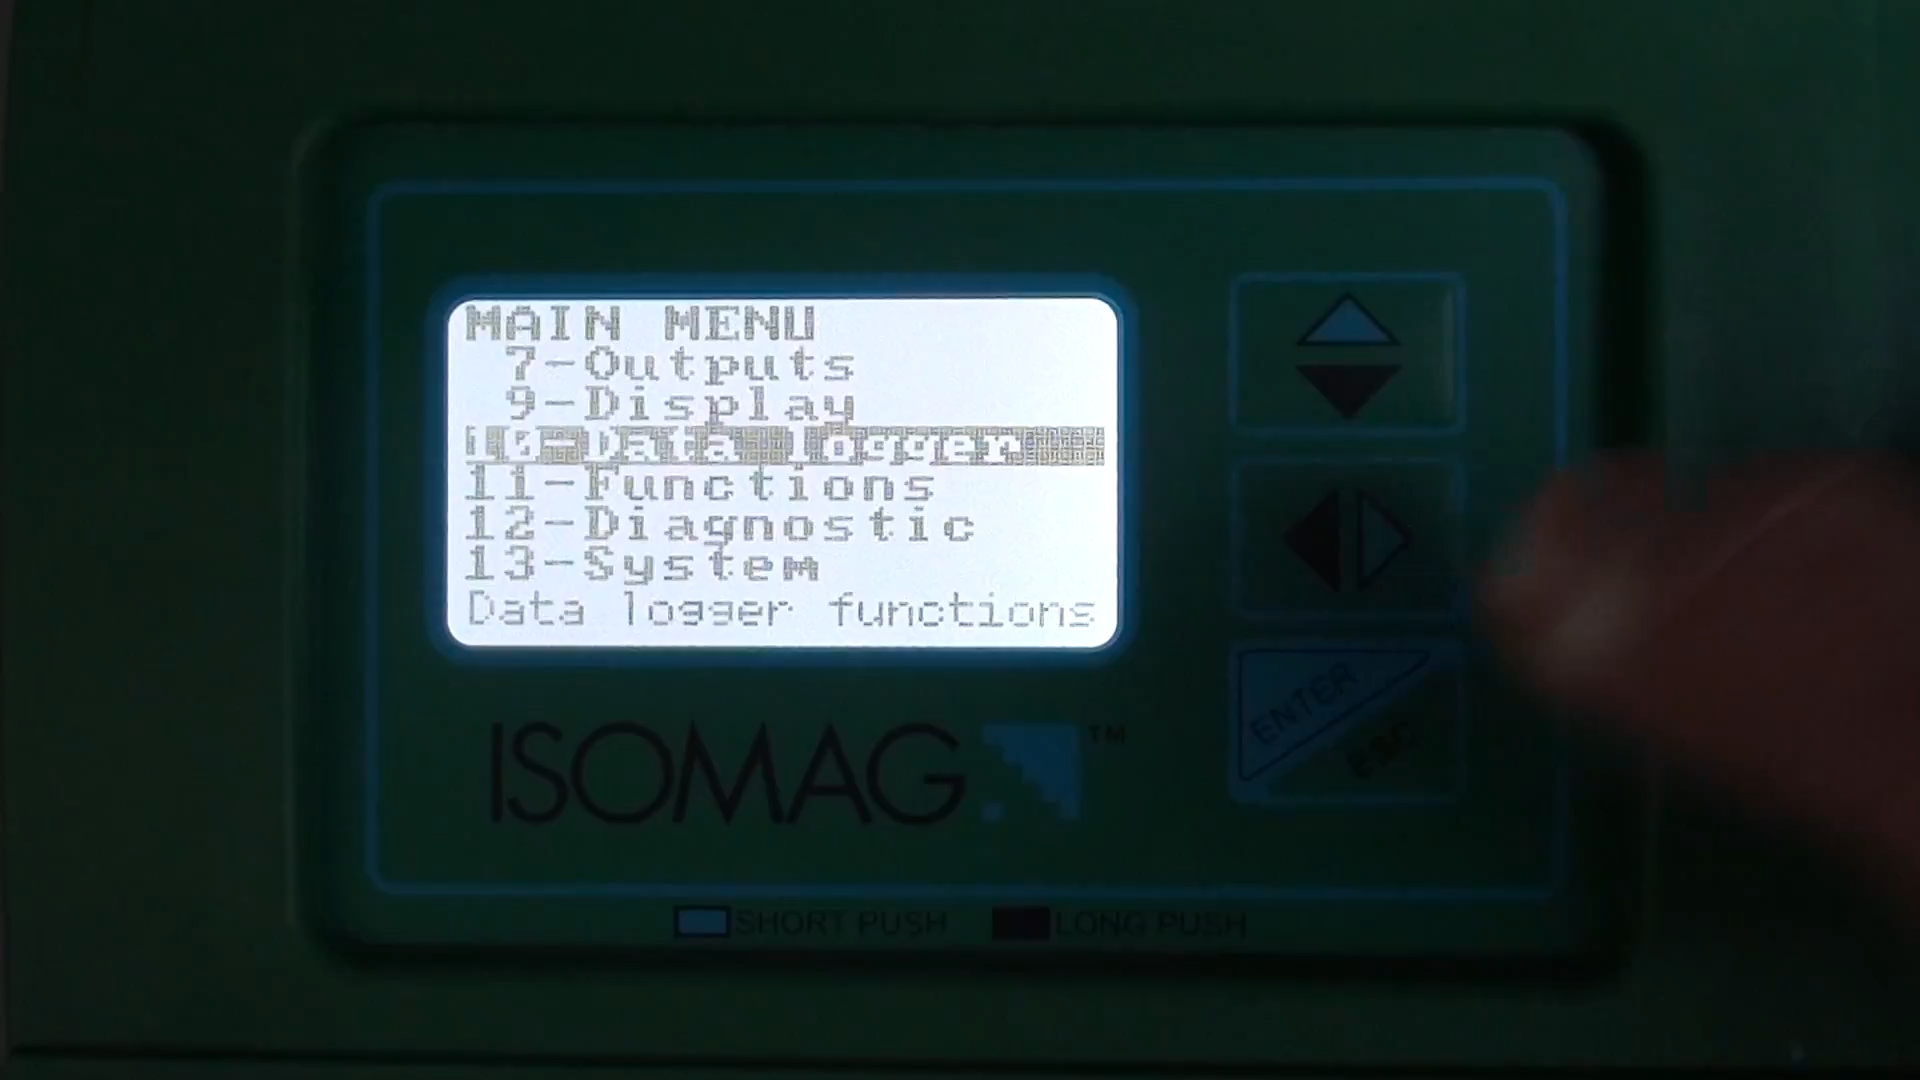 MAIN MENU
7-Outputs
9-Display
10-Data logger
11-Functions
12-Diagnostic
13-System
Data logger functions
ISOMAG ™
ENTER
ESC
SHORT PUSH LONG PUSH